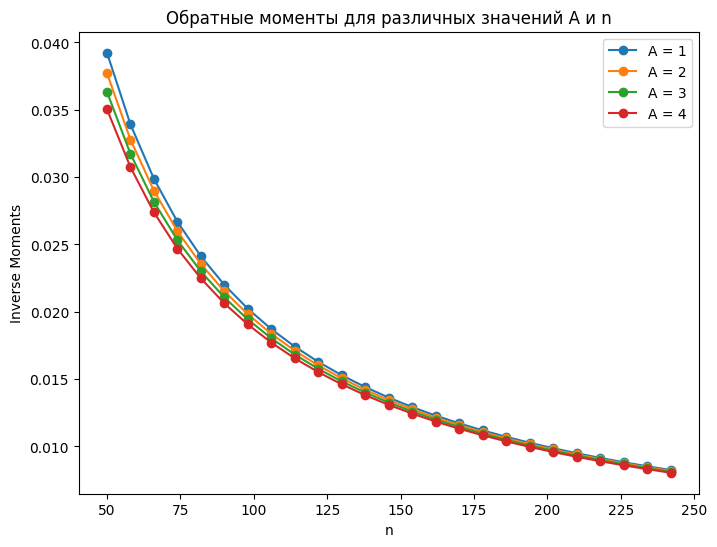 Обратные моменты для различных значений A и n
A = 1
A = 2
A = 3
A = 4
Inverse Moments
0.040
0.035
0.030
0.025
0.020
0.015
0.010
50
75
100
125
150
175
200
225
250
n